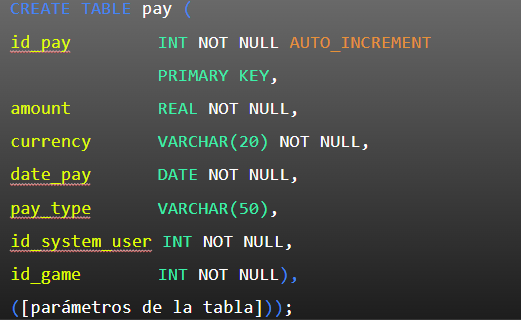 CREATE TABLE pay (
id_pay INT NOT NULL AUTO_INCREMENT
PRIMARY KEY,
amount REAL NOT NULL,
currency VARCHAR(20) NOT NULL,
date_pay DATE NOT NULL,
pay_type VARCHAR(50),
id_system_user INT NOT NULL,
id_game INT NOT NULL),
([parámetros de la tabla]));